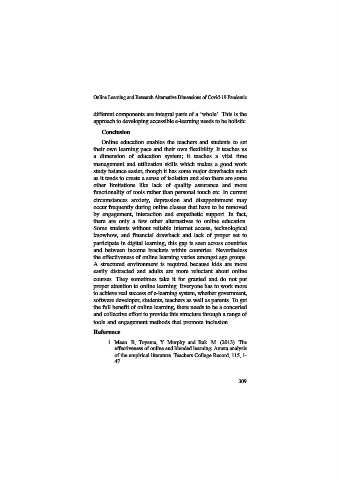 Online Learning and Research Alternative Dimensions of Covid-19 Pandemic
different components are integral parts of a 'whole'. This is the
approach to developing accessible e-learning needs to be holistic.
Conclusion
Online education enables the teachers and students to set
their own learning pace and their own flexibility. It teaches us
a dimension of education system; it teaches a vital time
management and utilization skills which makes a good work
study balance easier, though it has some major drawbacks such
as it tends to create a sense of isolation and also there are some
other limitations like lack of quality assurance and more
functionality of tools rather than personal touch etc. In current
circumstances anxiety, depression and disappointment may
occur frequently during online classes that have to be removed
by engagement, interaction and empathetic support. In fact,
there are only a few other alternatives to online education.
Some students without reliable internet access, technological
knowhow, and financial drawback and lack of proper set to
participate in digital learning, this gap is seen across countries
and between income brackets within countries. Nevertheless
the effectiveness of online learning varies amongst age groups.
A structured environment is required because kids are more
easily distracted and adults are more reluctant about online
courses. They sometimes take it for granted and do not put
proper attention to online learning. Everyone has to work more
to achieve real success of e-learning system, whether government,
software developer, students, teachers as well as parents. To get
the full benefit of online learning, there needs to be a concerted
and collective effort to provide this structure through a range of
tools and engagement methods that promote inclusion.
Reference
1. Mean B, Toyama, Y Murphy and Baki M (2013) The
effectiveness of online and blended learning: A meta analysis
of the empirical literature. Teachers College Record, 115, 1-
47
309